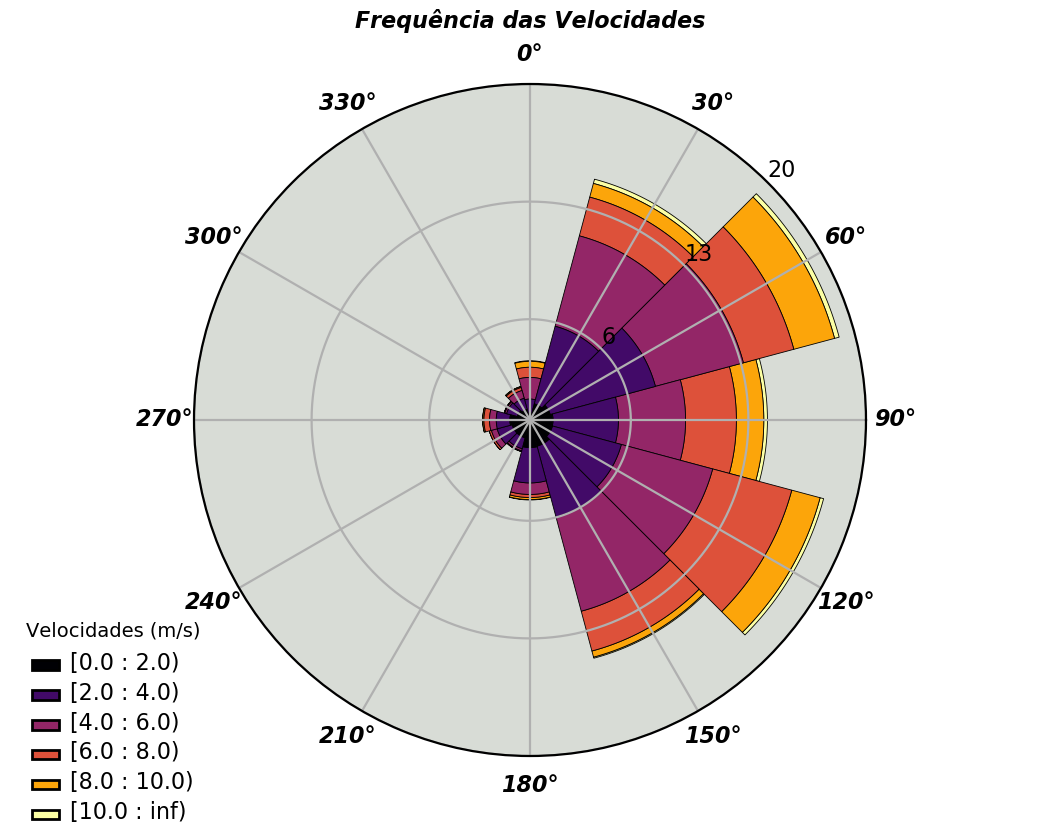 Frequência das Velocidades
0°
330°
30°
20
300°
60°
13
6
270°
90°
240°
120°
Velocidades (m/s)
[0.0 : 2.0)
[2.0 : 4.0)
[4.0 : 6.0)
210°
150°
[6.0 : 8.0)
180°
[8.0 : 10.0)
[10.0 : inf)